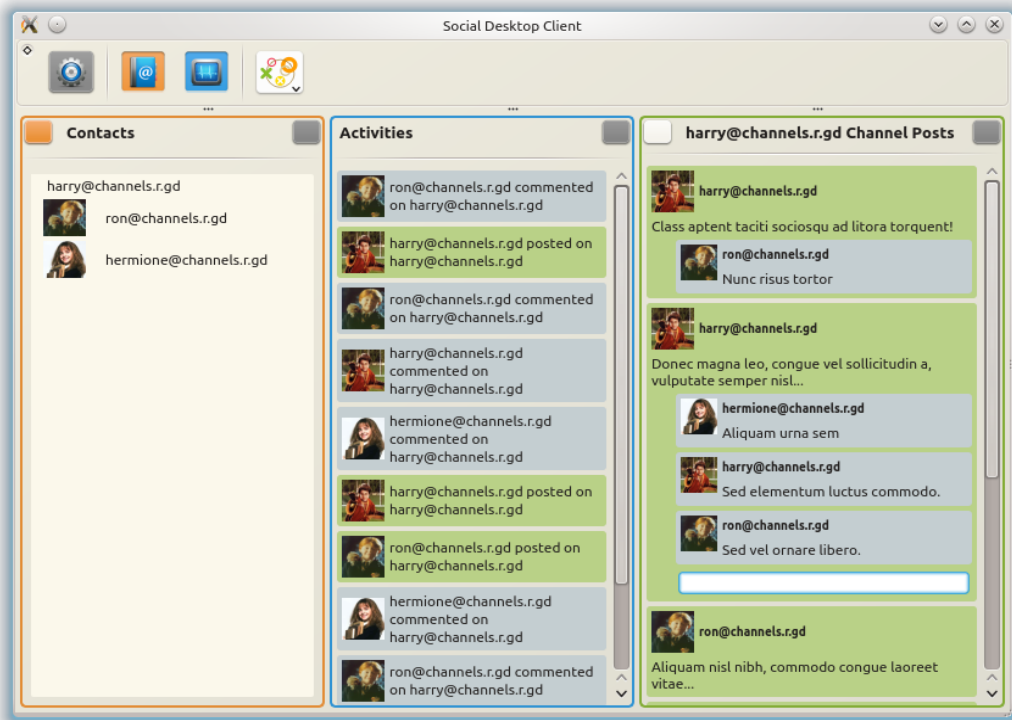 Social Desktop Client
@
Contacts
harry@channels.r.gd
ron@channels.r.gd
hermione@channels.r.gd
Activities
ron@channels.r.gd commented
on harry@channels.r.gd
harry@channels.r.gd posted on
harry@channels.r.gd
ron@channels.r.gd commented
on harry@channels.r.gd
harry@channels.r.gd
commented on
harry@channels.r.gd
hermione@channels.r.gd
commented on
harry@channels.r.gd
harry@channels.r.gd posted on
harry@channels.r.gd
ron@channels.r.gd posted on
harry@channels.r.gd
hermione@channels.r.gd
commented on
harry@channels.r.gd
ron@channels.r.gd commented
on harry@channels.r.gd
harry@channels.r.gd Channel Posts
harry@channels.r.gd
Class aptent taciti sociosqu ad litora torquent!
ron@channels.r.gd
Nunc risus tortor
harry@channels.r.gd
Donec magna leo, congue vel sollicitudin a,
vulputate semper nisl...
hermione@channels.r.gd
Aliquam urna sem
harry@channels.r.gd
Sed elementum luctus commodo.
ron@channels.r.gd
Sed vel ornare libero.
ron@channels.r.gd
Aliquam nisl nibh, commodo congue laoreet
vitae...